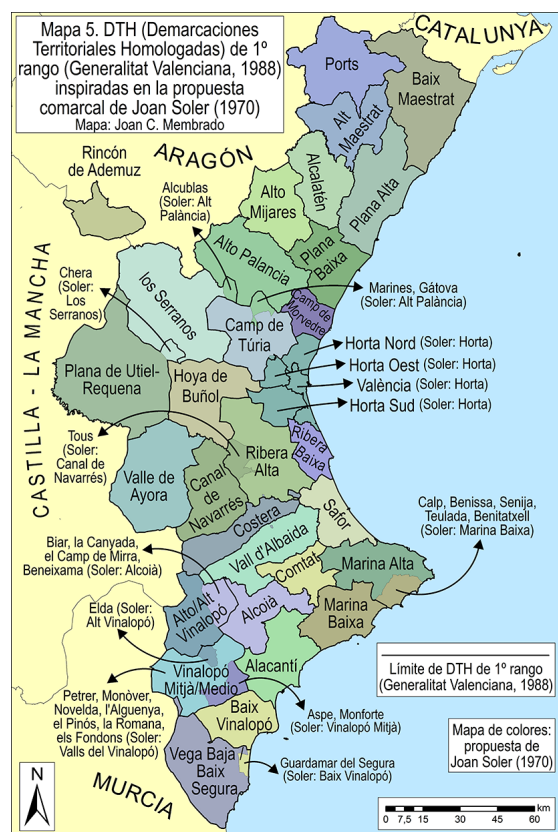 Mapa 5. DTH (Demarcaciones
Territoriales Homologadas) de 1º
rango (Generalitat Valenciana, 1988)
inspiradas en la propuesta
comarcal de Joan Soler (1970)
Mapa: Joan C. Membrado
CATALUNYA
Ports
Baix
Maestrat
Alt
Maestrat
ARAGÓN
Rincón
de Ademuz
Alcalatén
Alcublas
(Soler: Alt
Palància)
Alto
Mijares
Plana Alta
Alto Palancia
Plana
Baixa
Chera
(Soler:
Los
Serranos)
los Serranos
Marines, Gátova
(Soler: Alt Palància)
Camp de
Morvedre
Camp de
Túria
CASTILLA - LA MANCHA
Horta Nord (Soler: Horta)
Horta Oest (Soler: Horta)
València (Soler: Horta)
Horta Sud (Soler: Horta)
Plana de Utiel-
Requena
Hoya de
Buñol
Tous
(Soler:
Canal de
Navarrés)
Ribera
Alta
Ribera
Baixa
Valle de
Ayora
Canal
de
Navarrés
Calp, Benissa, Senija,
Teulada, Benitatxell
(Soler: Marina Baixa)
Costera
Safor
Biar, la Canyada,
el Camp de Mirra,
Beneixama (Soler: Alcoià)
Vall d'Albaida
Comtat
Marina Alta
Alto/Alt
Vinalopó
Alcoià
Marina
Baixa
Elda (Soler:
Alt Vinalopó)
Vinalopó
Mitjà/Medio
Alacantí
Límite de DTH de 1º rango
(Generalitat Valenciana, 1988)
Petrer, Monòver,
Novelda, l'Alguenya,
el Pinós, la Romana,
els Fondons (Soler:
Valls del Vinalopó)
Baix
Vinalopó
Aspe, Monforte
(Soler: Vinalopó Mitjà)
Mapa de colores:
propuesta de
Joan Soler (1970)
Vega Baja
Baix
Segura
Guardamar del Segura
(Soler: Baix Vinalopó)
MURCIA
N
km
0 7,5 15 30 45 60